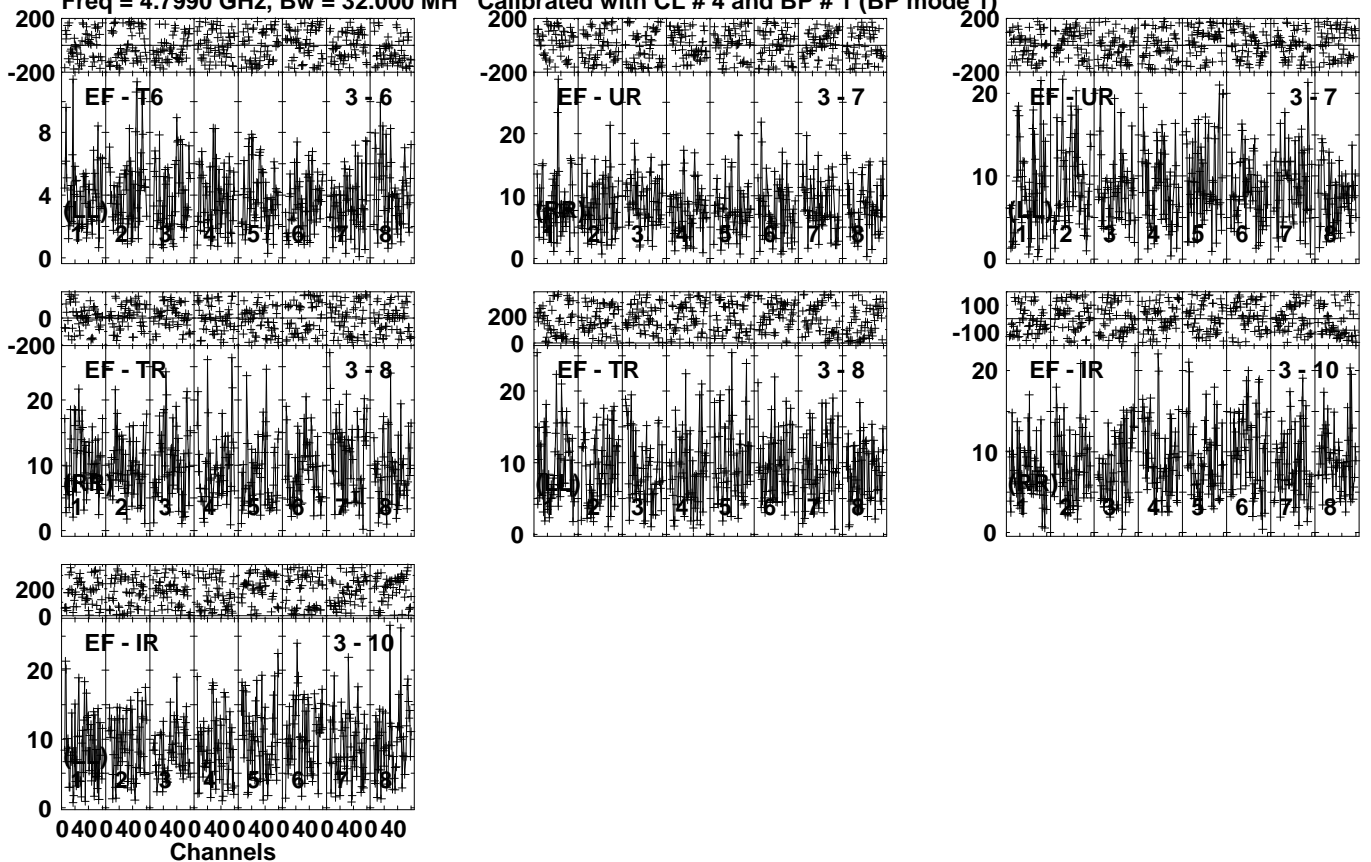 Freq = 4.7990 GHz, Bw = 32.000 MH Calibrated with CL # 4 and BP # 1 (BP mode 1)
200
-200
EF - T6 3 - 6
8
4
0
(LL)
1 2 3 4 5 6 7 8
200
-200
EF - UR 3 - 7
20
10
0
(RR)
1 2 3 4 5 6 7 8
200
-200
20
EF - UR 3 - 7
10
0
(LL)
1 2 3 4 5 6 7 8
0
-200
EF - TR 3 - 8
20
10
0
(RR)
1 2 3 4 5 6 7 8
200
0
EF - TR 3 - 8
20
10
0
(LL)
1 2 3 4 5 6 7 8
100
-100
20
EF - IR 3 - 10
10
0
(RR)
1 2 3 4 5 6 7 8
200
0
EF - IR 3 - 10
20
10
0
(LL)
1 2 3 4 5 6 7 8
0 40 0 40 0 40 0 40 0 40 0 40 0 40 0 40
Channels